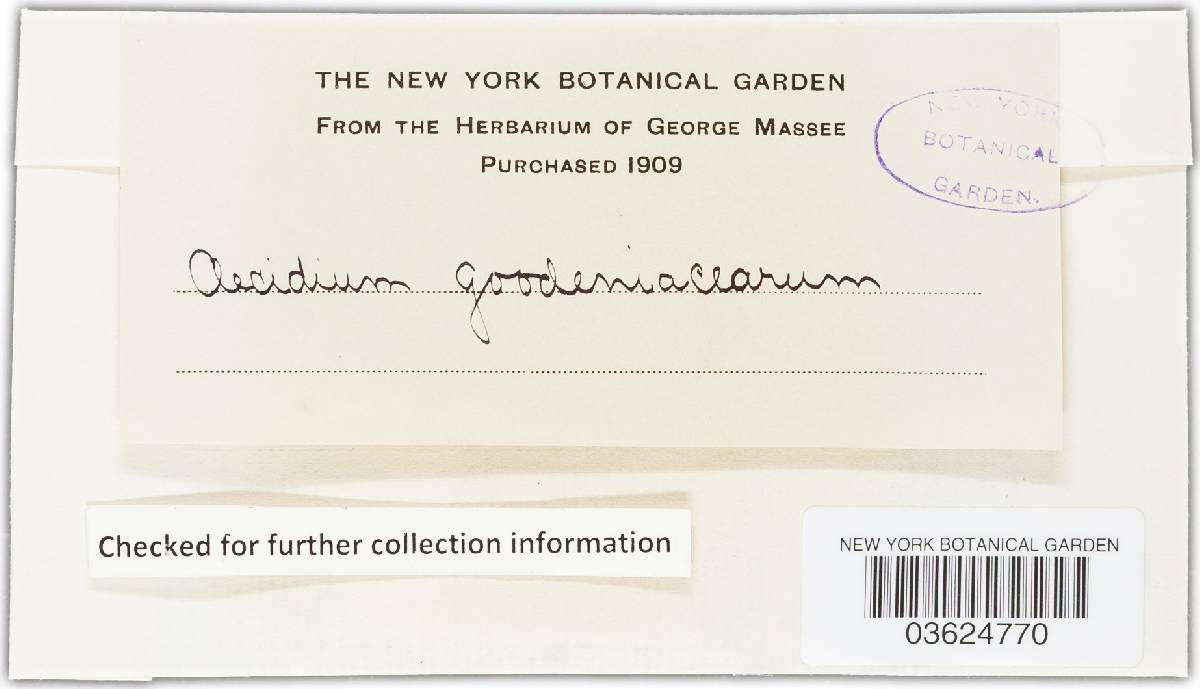 THE NEW YORK BOTANICAL GARDEN
FROM THE HERBARIUM OF GEORGE MASSEE
PURCHASED 1909
NEW YORK
BOTANICAL
GARDEN.
Aecidium goodeniacearum
Checked for further collection information
NEW YORK BOTANICAL GARDEN
03624770